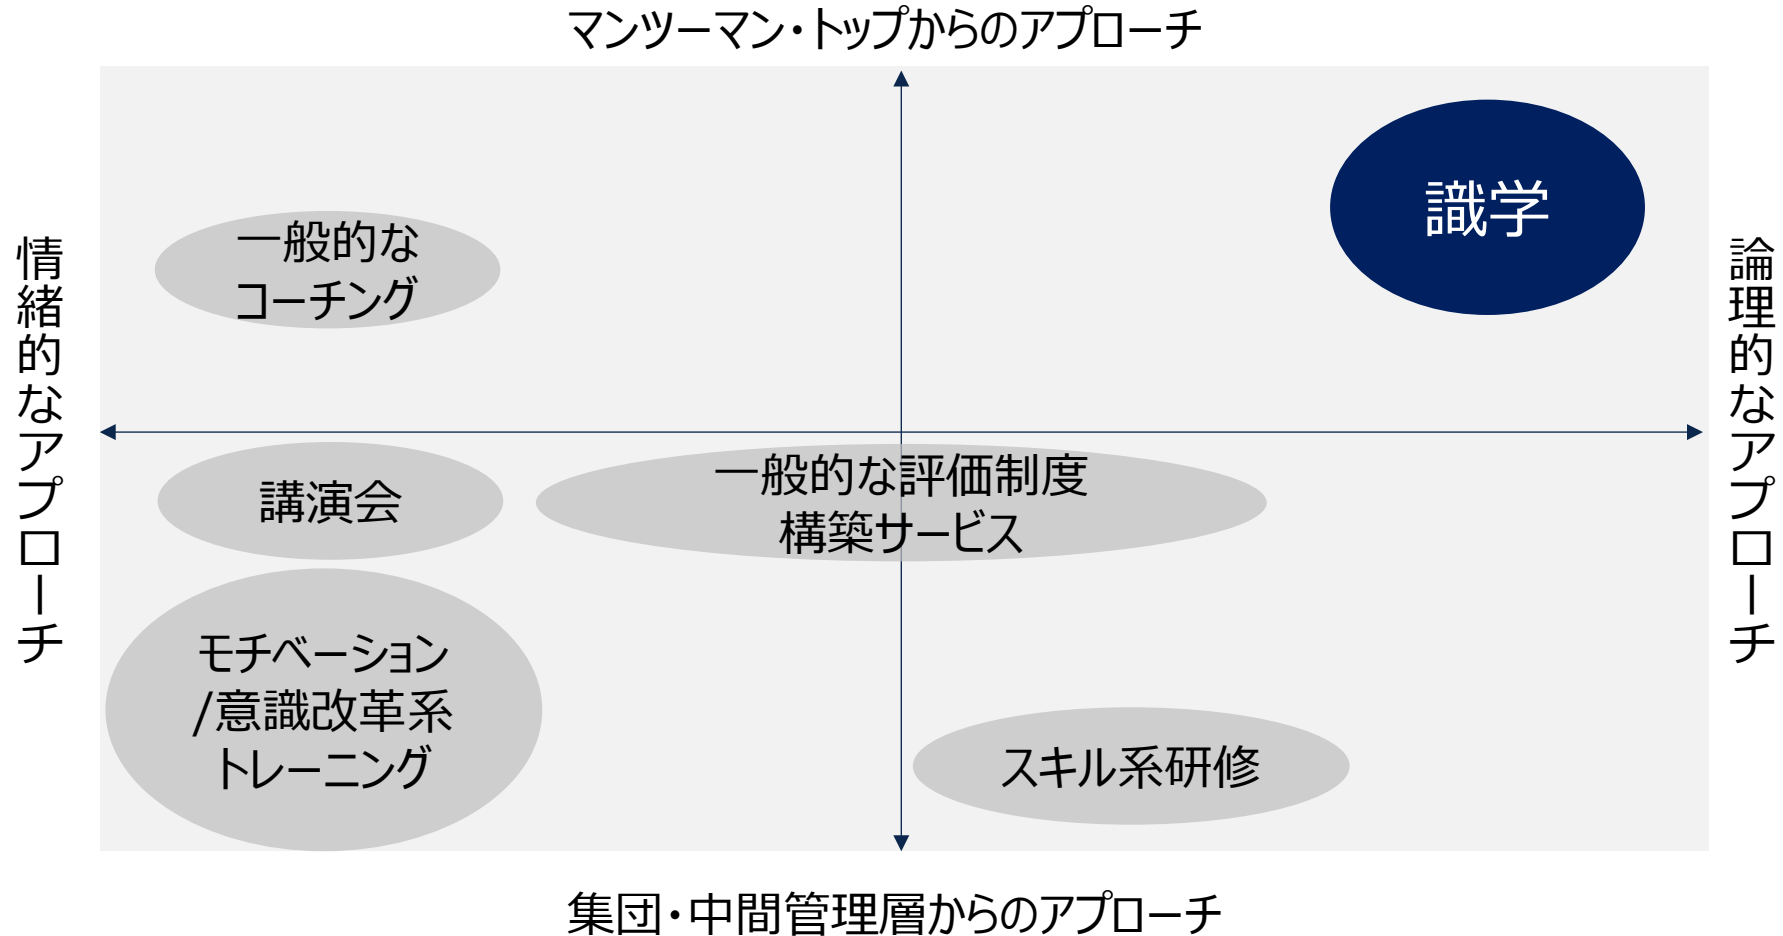 マンツーマン・トップからのアプローチ
識学
一般的な
コーチング
情緒的なアプローチ
論理的なアプローチ
講演会
一般的な評価制度
構築サービス
モチベーション
/意識改革系
トレーニング
スキル系研修
集団・中間管理層からのアプローチ